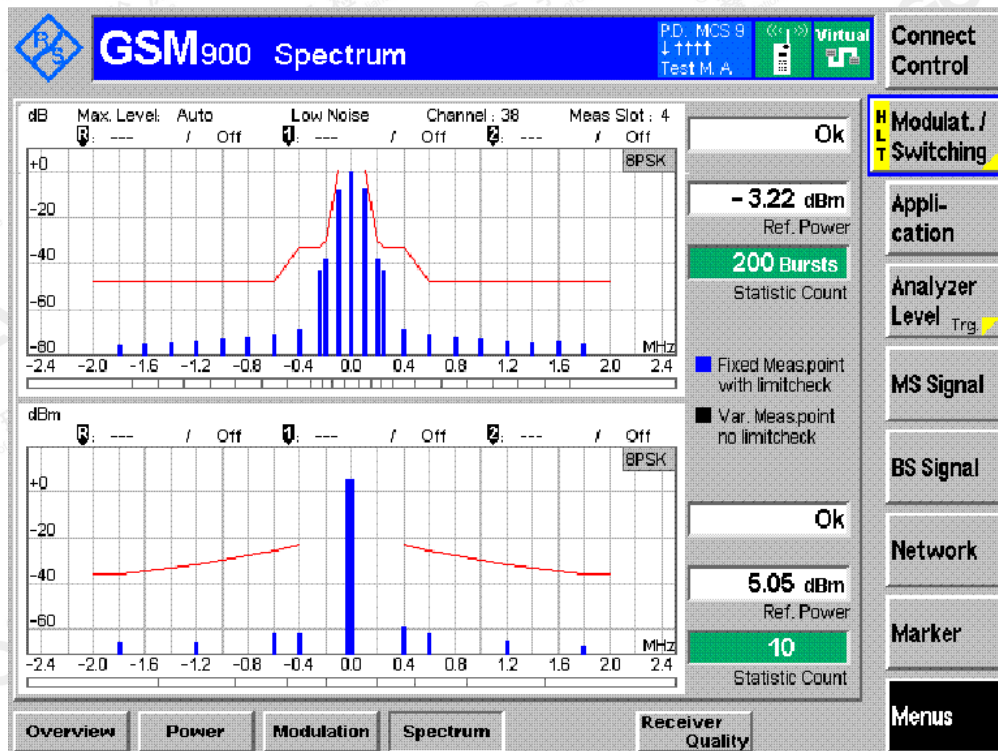 R&S
GSM900 Spectrum
P.D. MCS 9
↓ ↑↑↑↑
Test M. A
Virtual
Connect Control
dB Max. Level: Auto Low Noise Channel : 38 Meas Slot : 4
R: --- / Off 1: --- / Off 2: --- / Off
8PSK
+0
-20
-40
-60
-80
MHz
-2.4 -2.0 -1.6 -1.2 -0.8 -0.4 0.0 0.4 0.8 1.2 1.6 2.0 2.4
Ok
- 3.22 dBm
Ref. Power
200 Bursts
Statistic Count
Fixed Meas.point
with limitcheck
Var. Meas.point
no limitcheck
dBm
R: --- / Off 1: --- / Off 2: --- / Off
8PSK
+0
-20
-40
-60
MHz
-2.4 -2.0 -1.6 -1.2 -0.8 -0.4 0.0 0.4 0.8 1.2 1.6 2.0 2.4
Ok
5.05 dBm
Ref. Power
10
Statistic Count
HLT
Modulat. /
Switching
Appli-
cation
Analyzer
Level Trg.
MS Signal
BS Signal
Network
Marker
Menus
Overview
Power
Modulation
Spectrum
Receiver
Quality